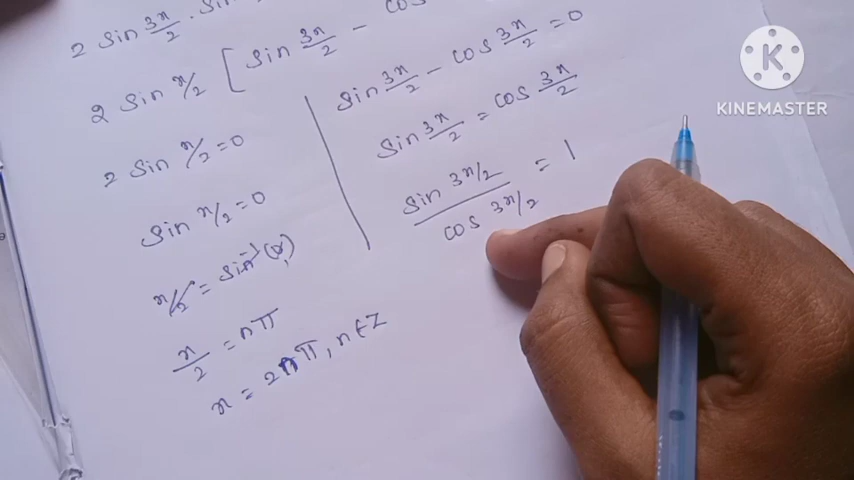 2 sin 3x/2 . sin
2 sin x/2 [ sin 3x/2 - cos
2 sin x/2 = 0
sin x/2 = 0
x/2 = sin⁻¹(0)
x/2 = nπ
x = 2nπ, n∈Z
sin 3x/2 - cos 3x/2 = 0
sin 3x/2 = cos 3x/2
sin 3x/2 / cos 3x/2 = 1
KINEMASTER